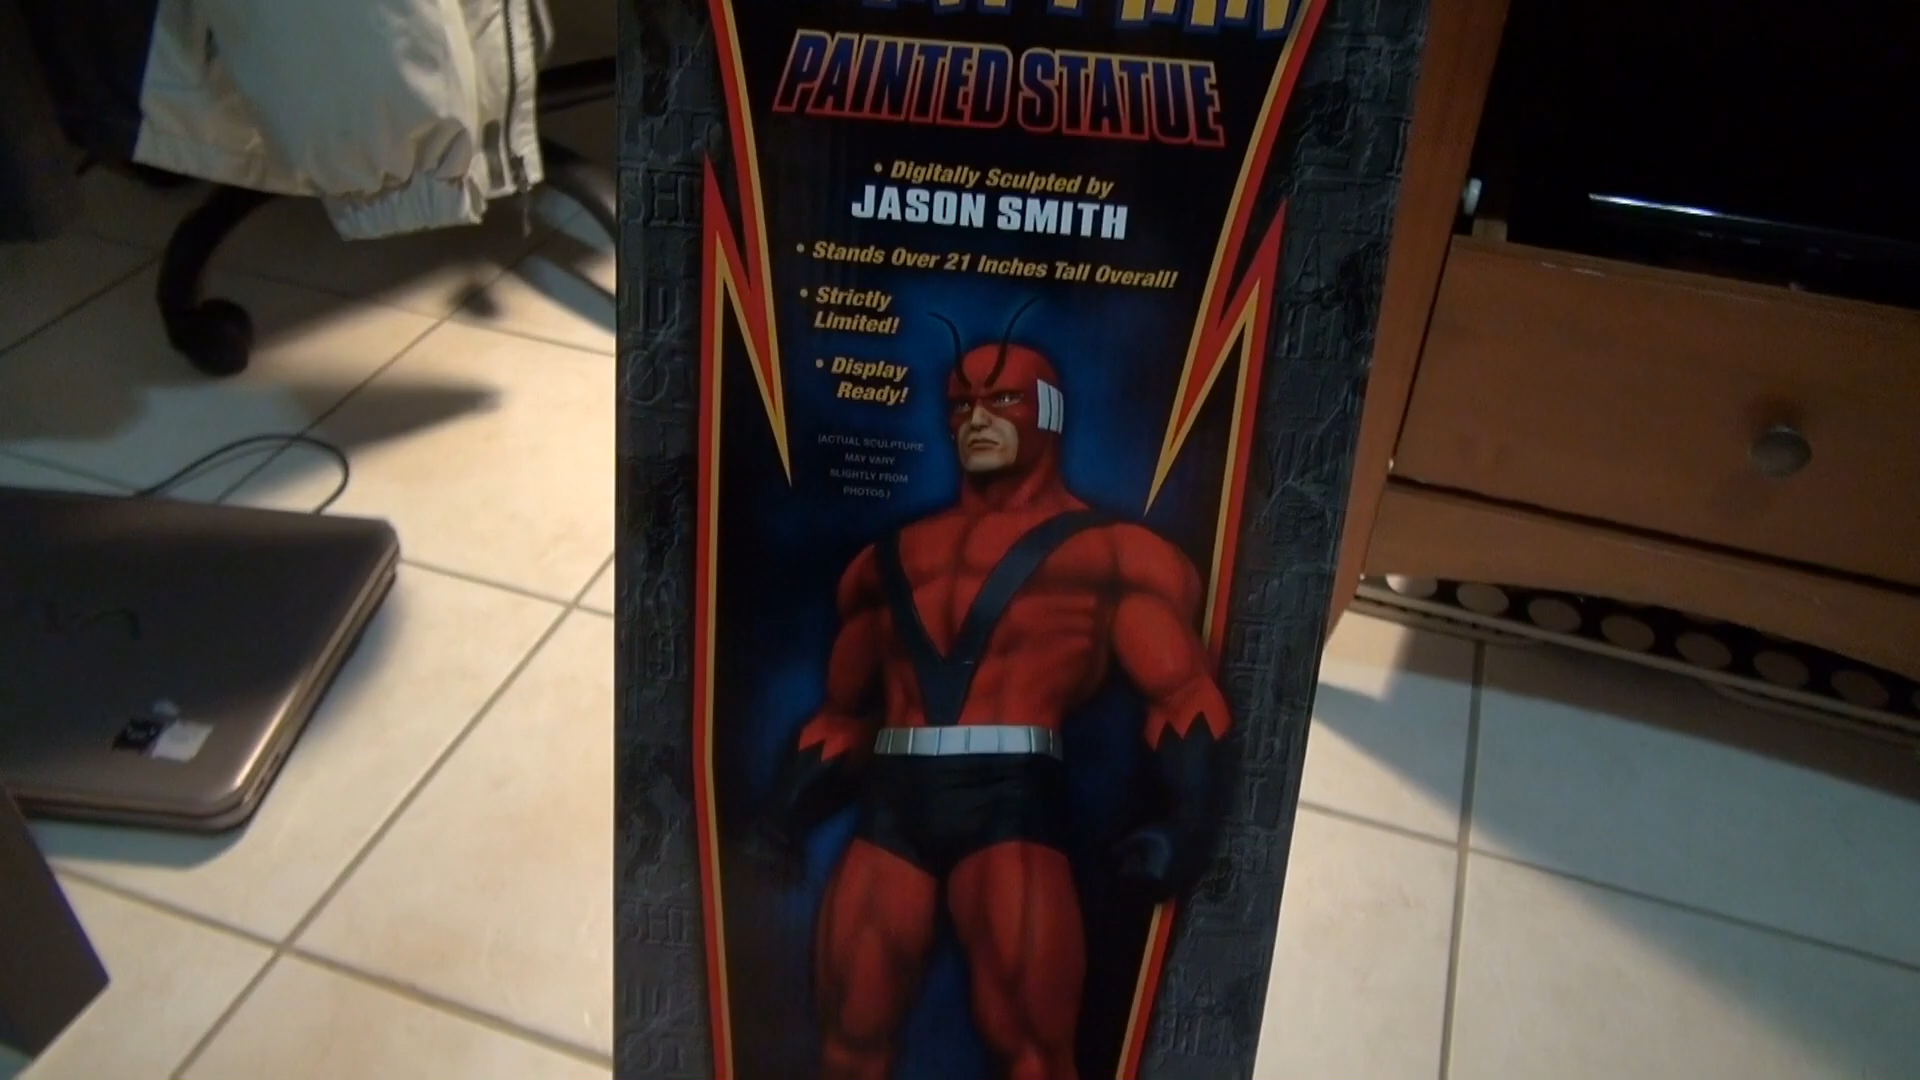 PAINTED STATUE
• Digitally Sculpted by
JASON SMITH
• Stands Over 21 Inches Tall Overall!
• Strictly
Limited!
• Display
Ready!
(ACTUAL SCULPTURE
MAY VARY
SLIGHTLY FROM
PHOTOS.)